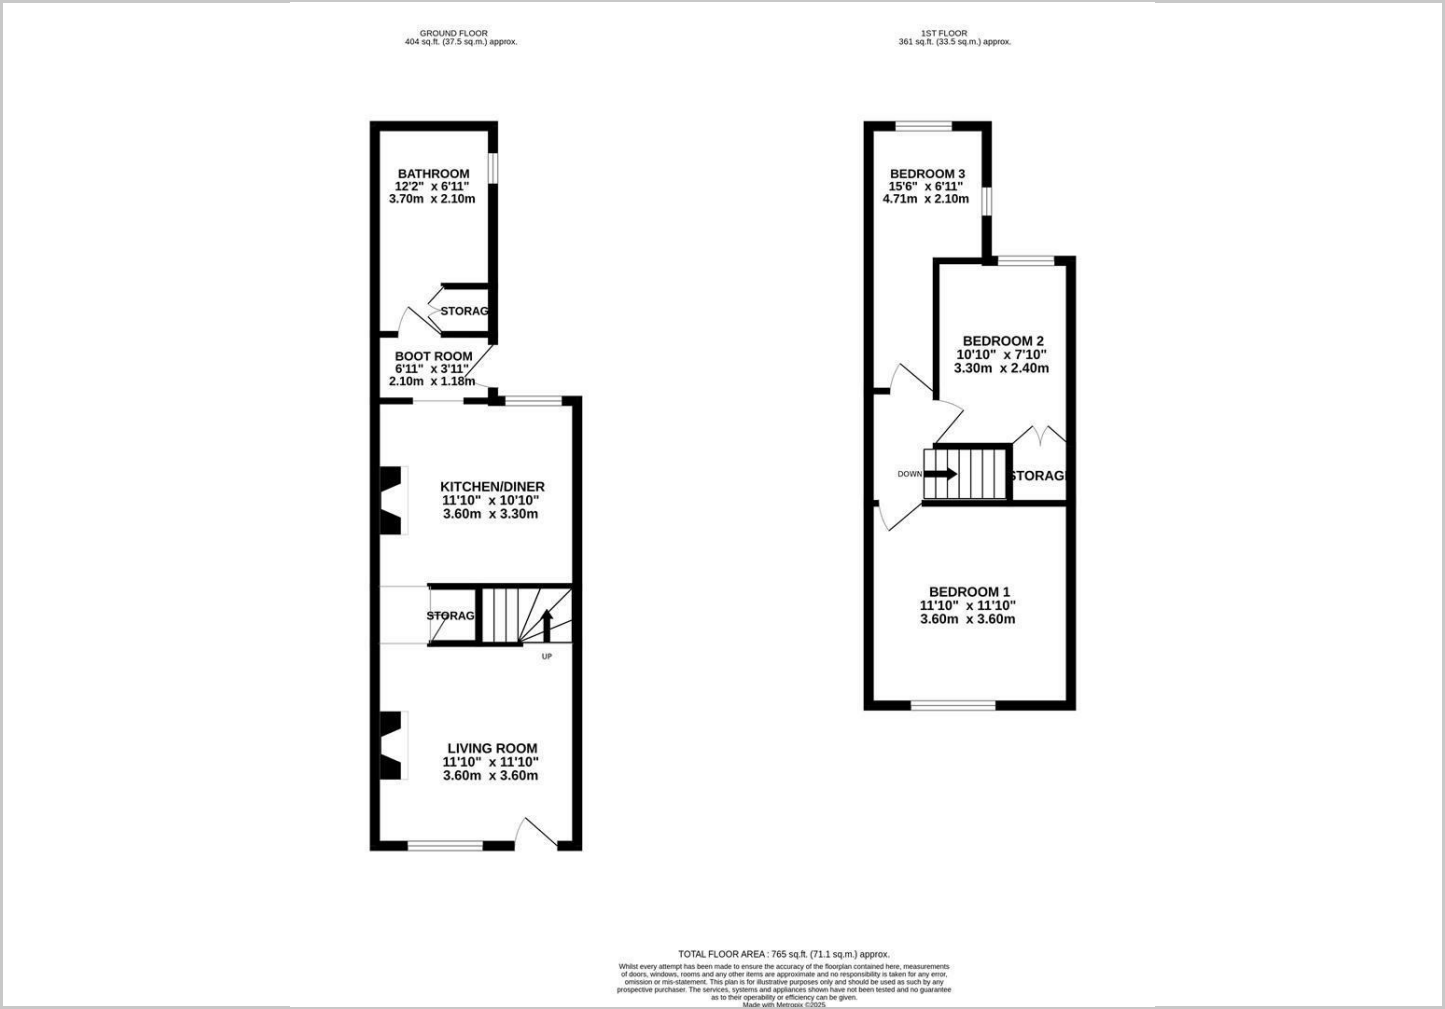 GROUND FLOOR
404 sq.ft. (37.5 sq.m.) approx.
BATHROOM
12'2" x 6'11"
3.70m x 2.10m
STORAG
BOOT ROOM
6'11" x 3'11"
2.10m x 1.18m
KITCHEN/DINER
11'10" x 10'10"
3.60m x 3.30m
STORAG
UP
LIVING ROOM
11'10" x 11'10"
3.60m x 3.60m
1ST FLOOR
361 sq.ft. (33.5 sq.m.) approx.
BEDROOM 3
15'6" x 6'11"
4.71m x 2.10m
BEDROOM 2
10'10" x 7'10"
3.30m x 2.40m
DOWN
STORAGE
BEDROOM 1
11'10" x 11'10"
3.60m x 3.60m
TOTAL FLOOR AREA : 765 sq.ft. (71.1 sq.m.) approx.
Whilst every attempt has been made to ensure the accuracy of the floorplan contained here, measurements
of doors, windows, rooms and any other items are approximate and no responsibility is taken for any error,
omission or mis-statement. This plan is for illustrative purposes only and should be used as such by any
prospective purchaser. The services, systems and appliances shown have not been tested and no guarantee
as to their operability or efficiency can be given.
Made with Metropix ©2025